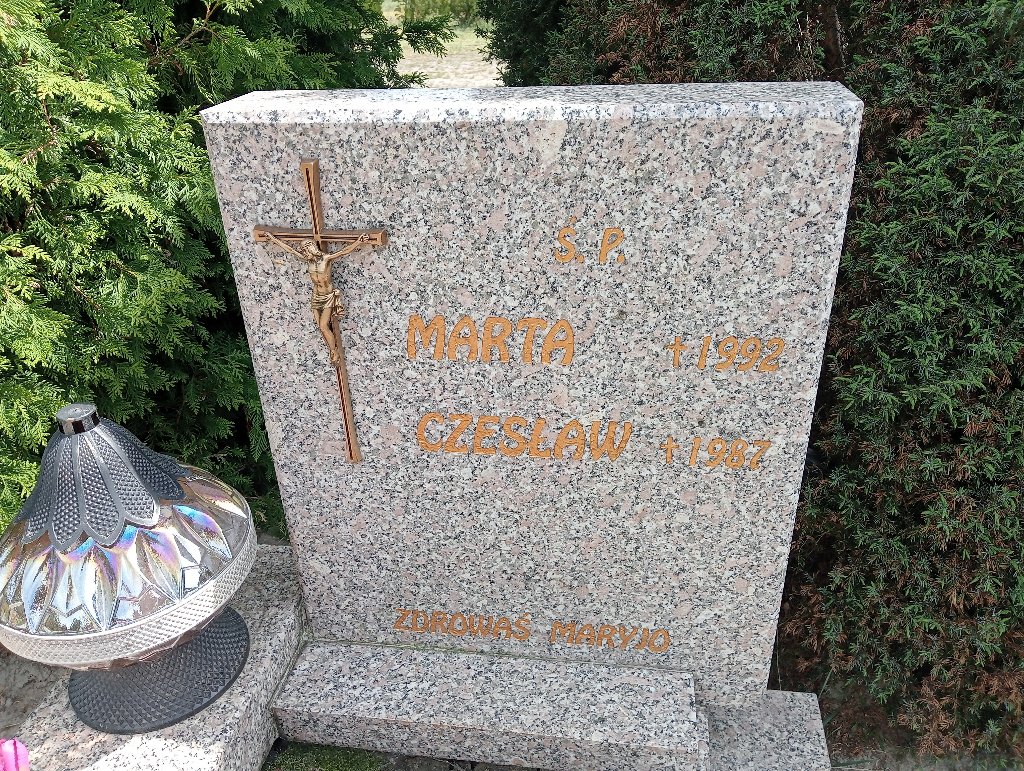 Ś. P.
MARTA †1992
CZESŁAW †1987
ZDROWAŚ MARYJO